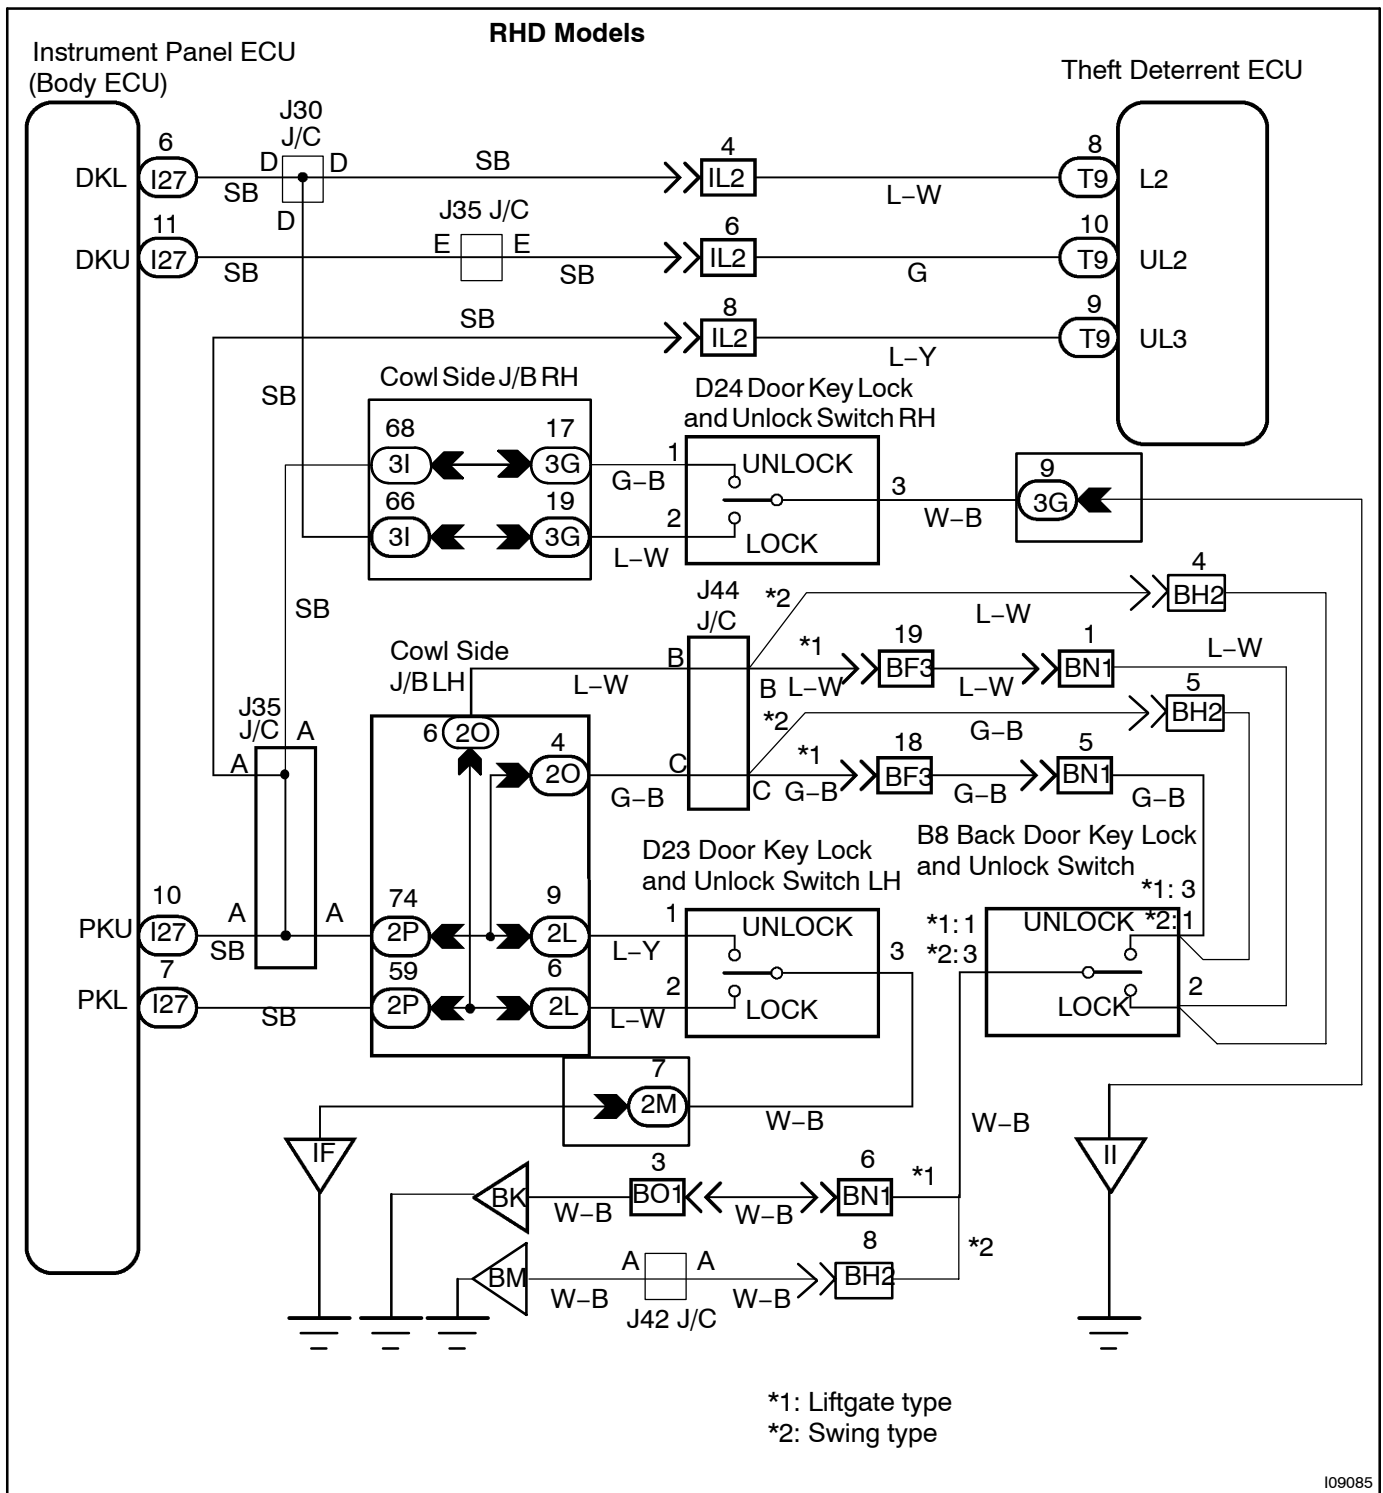 RHD Models
Instrument Panel ECU
(Body ECU)
Theft Deterrent ECU
J30
J/C
6
D
D
SB
4
8
DKL
I27
SB
IL2
L-W
T9
L2
D
11
J35 J/C
6
10
DKU
I27
SB
E
E
SB
IL2
G
T9
UL2
SB
8
9
IL2
L-Y
T9
UL3
SB
Cowl Side J/B RH
D24 Door Key Lock
and Unlock Switch RH
68
17
1
UNLOCK
9
3I
3G
G-B
3
3G
66
19
2
W-B
3I
3G
L-W
LOCK
SB
J44
J/C
*2
4
BH2
L-W
Cowl Side
J/B LH
B
L-W
*1
19
1
L-W
B
L-W
BF3
L-W
BN1
5
J35
J/C
A
6
2O
4
*2
BH2
G-B
A
2O
C
*1
18
5
G-B
C
G-B
BF3
G-B
BN1
G-B
D23 Door Key Lock
and Unlock Switch LH
B8 Back Door Key Lock
and Unlock Switch
*1: 3
10
A
A
74
9
1
UNLOCK
*1: 1
UNLOCK
*2: 1
PKU
I27
SB
2P
2L
L-Y
3
*2: 3
7
59
6
2
2
PKL
I27
SB
2P
2L
L-W
LOCK
LOCK
7
2M
W-B
W-B
IF
II
3
6
*1
BK
W-B
BO1
W-B
BN1
8
*2
BM
W-B
A
A
W-B
BH2
J42 J/C
*1: Liftgate type
*2: Swing type
I09085